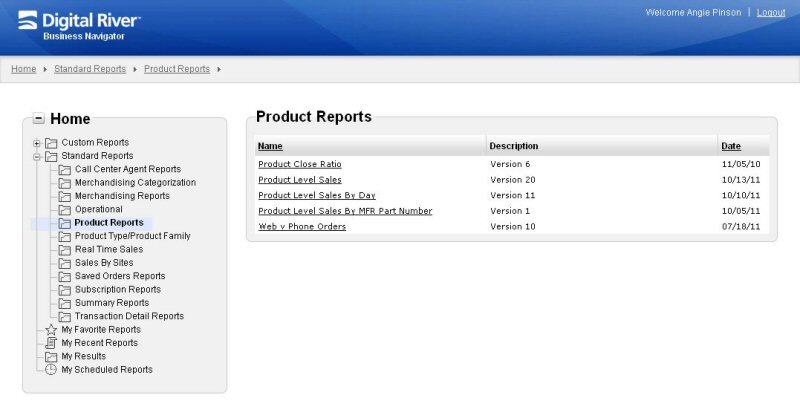 Digital River
Business Navigator
Welcome Angie Pinson | Logout
Home Standard Reports Product Reports
Home
Custom Reports
Standard Reports
Call Center Agent Reports
Merchandising Categorization
Merchandising Reports
Operational
Product Reports
Product Type/Product Family
Real Time Sales
Sales By Sites
Saved Orders Reports
Subscription Reports
Summary Reports
Transaction Detail Reports
My Favorite Reports
My Recent Reports
My Results
My Scheduled Reports
Product Reports
Name Description Date
Product Close Ratio Version 6 11/05/10
Product Level Sales Version 20 10/13/11
Product Level Sales By Day Version 11 10/10/11
Product Level Sales By MFR Part Number Version 1 10/05/11
Web v Phone Orders Version 10 07/18/11